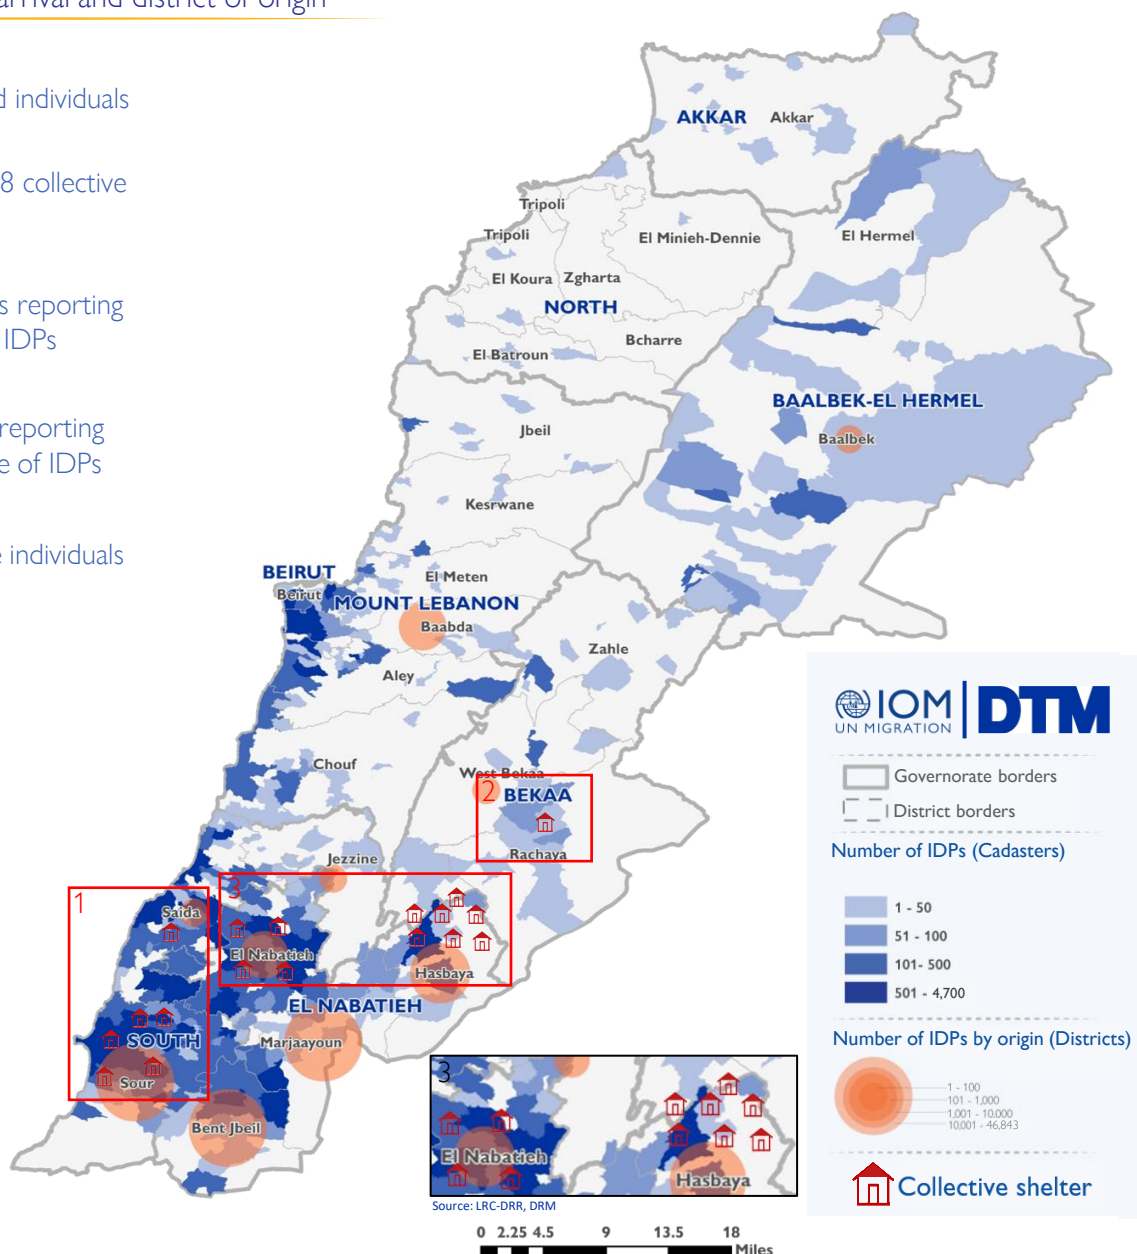 arrival and district of origin
d individuals
8 collective
s reporting
IDPs
reporting
e of IDPs
e individuals
AKKAR
Akkar
Tripoli
Tripoli
El Minieh-Dennie
El Hermel
El Koura
Zgharta
NORTH
Bcharre
El Batroun
BAALBEK-EL HERMEL
Baalbek
Jbeil
Kesrwane
BEIRUT
Beirut
El Meten
MOUNT LEBANON
Baabda
Zahle
Aley
Chouf
West Bekaa
2
BEKAA
Rachaya
Jezzine
3
1
Saida
El Nabatieh
Hasbaya
EL NABATIEH
SOUTH
Marjaayoun
Sour
Bent Jbeil
3
El Nabatieh
Hasbaya
Source: LRC-DRR, DRM
0 2.25 4.5 9 13.5 18
Miles
IOM
UN MIGRATION
DTM
Governorate borders
District borders
Number of IDPs (Cadasters)
1 - 50
51 - 100
101- 500
501 - 4,700
Number of IDPs by origin (Districts)
1 - 100
101 - 1,000
1,001 - 10,000
10,001 - 46,843
Collective shelter